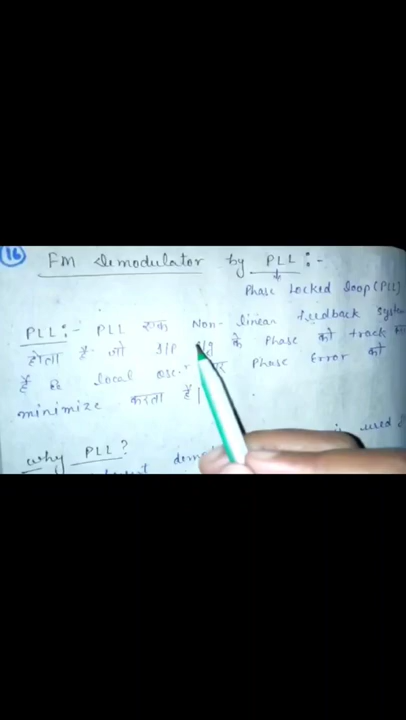 16
FM Demodulator by PLL :-
Phase Locked Loop (PLL)
PLL :- PLL एक Non-linear feedback system
होता है जो I/P के Phase को track
हैं & local osc. Phase Error को
minimize करता हैं |
why PLL?
used